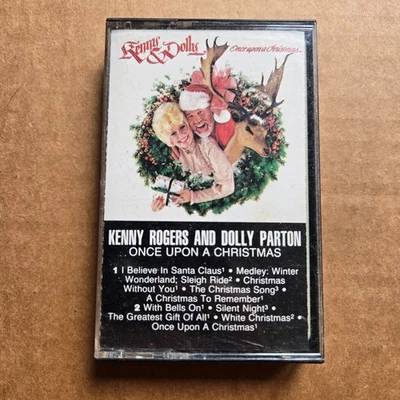 Kenny & Dolly
Once upon a Christmas...
KENNY ROGERS AND DOLLY PARTON
ONCE UPON A CHRISTMAS
1 I Believe In Santa Claus¹ • Medley: Winter
Wonderland; Sleigh Ride² • Christmas
Without You¹ • The Christmas Song³ •
A Christmas To Remember¹
2 With Bells On¹ • Silent Night³ •
The Greatest Gift Of All¹ • White Christmas² •
Once Upon A Christmas¹